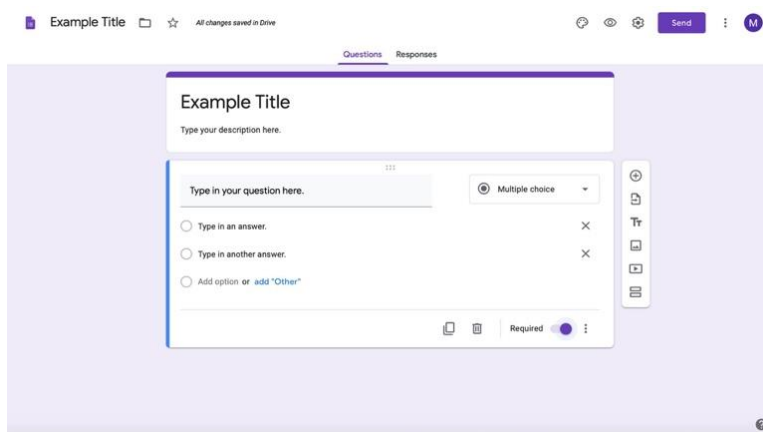 Example Title All changes saved in Drive Send M
Questions Responses
Example Title
Type your description here.
Type in your question here. Multiple choice
Type in an answer.
Type in another answer.
Add option or add "Other"
Required
Tт
?